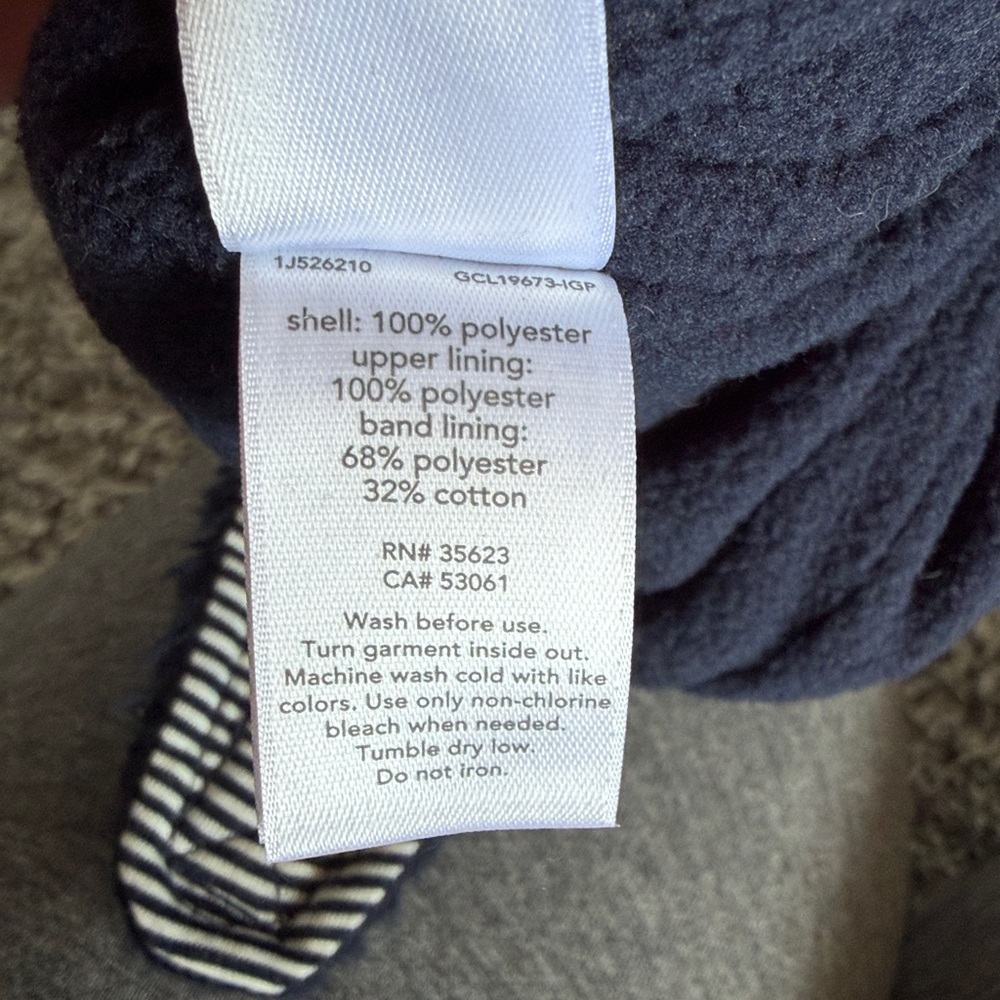 1J526210 GCL19673-IGP
shell: 100% polyester
upper lining:
100% polyester
band lining:
68% polyester
32% cotton
RN# 35623
CA# 53061
Wash before use.
Turn garment inside out.
Machine wash cold with like
colors. Use only non-chlorine
bleach when needed.
Tumble dry low.
Do not iron.